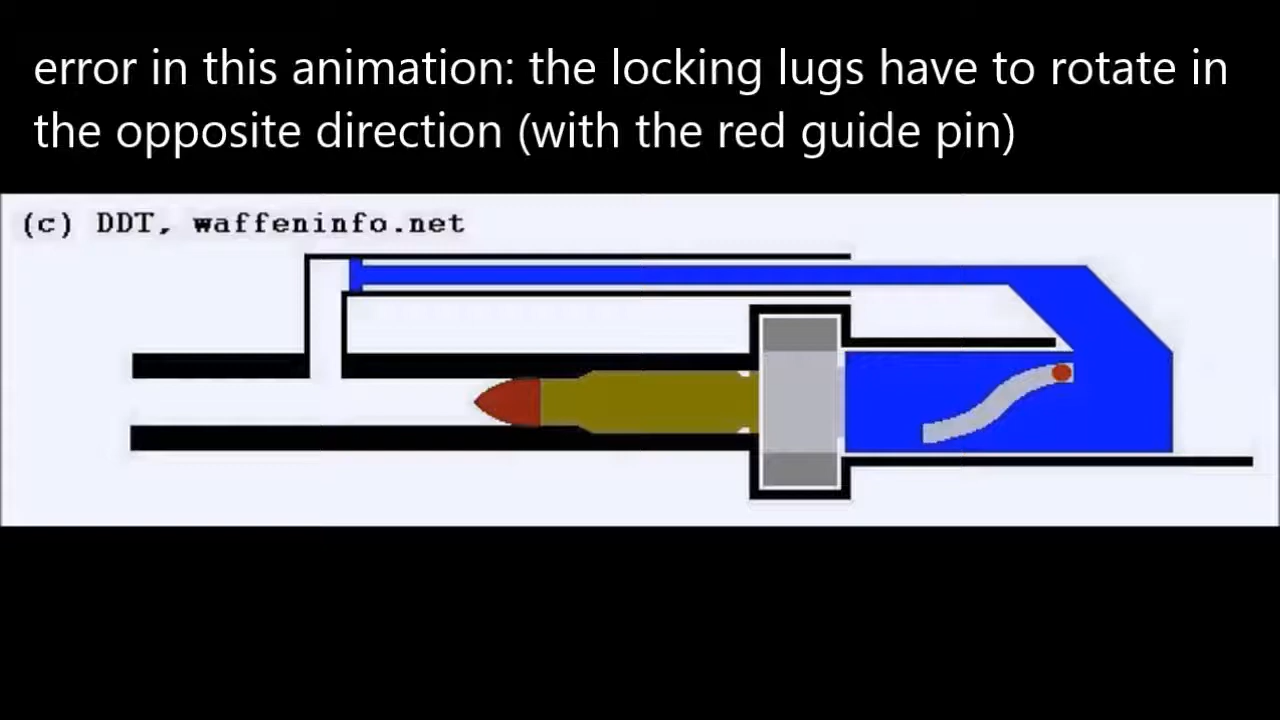 error in this animation: the locking lugs have to rotate in
the opposite direction (with the red guide pin)
(c) DDT, waffeninfo.net